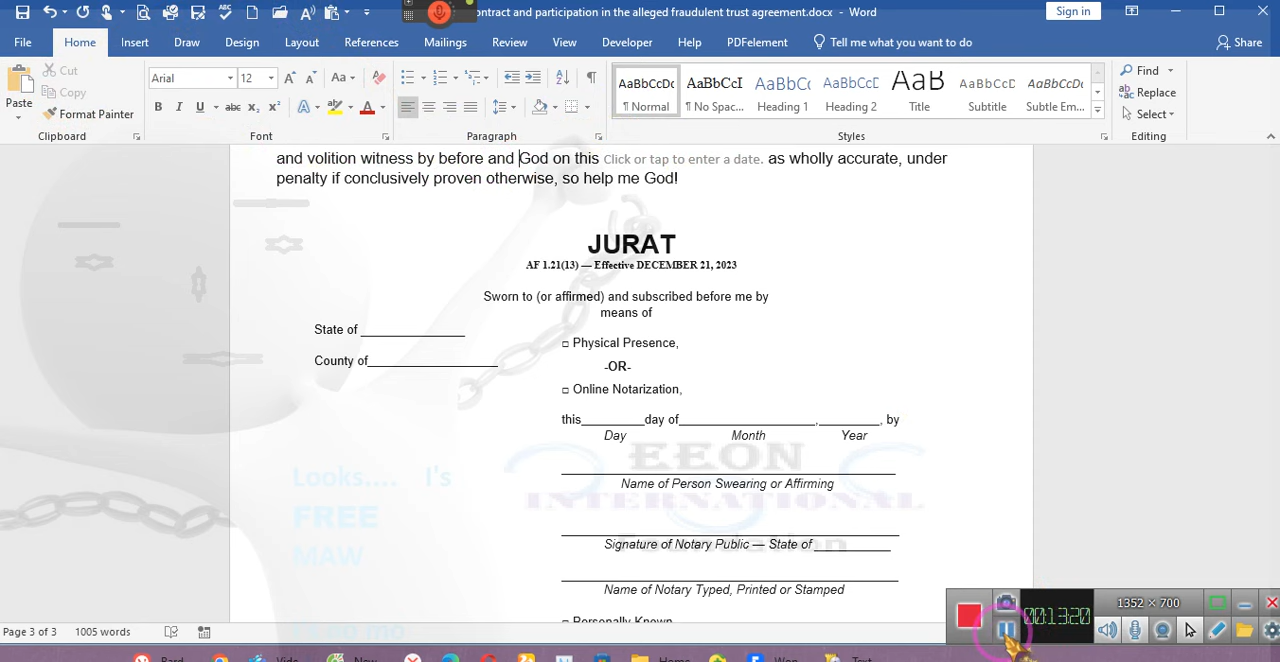 contract and participation in the alleged fraudulent trust agreement.docx - Word
Sign in
File Home Insert Draw Design Layout References Mailings Review View Developer Help PDFelement Tell me what you want to do
Share
Paste
Cut
Copy
Format Painter
Clipboard
Arial 12
Font
Paragraph
AaBbCcDc AaBbCcI AaBbCc AaBbCcD AaB AaBbCcD AaBbCcDc
¶ Normal ¶ No Spac... Heading 1 Heading 2 Title Subtitle Subtle Em...
Styles
Find
Replace
Select
Editing
and volition witness by before and God on this Click or tap to enter a date. as wholly accurate, under
penalty if conclusively proven otherwise, so help me God!
JURAT
AF 1.21(13) — Effective DECEMBER 21, 2023
Sworn to (or affirmed) and subscribed before me by
means of
State of
County of
□ Physical Presence,
-OR-
□ Online Notarization,
this day of , , by
Day Month Year
EEON
INTERNATIONAL
Looks.... I's
FREE
MAW
Name of Person Swearing or Affirming
Signature of Notary Public — State of
Name of Notary Typed, Printed or Stamped
□ Personally Known
Page 3 of 3 1005 words
00:13:20
1352 × 700